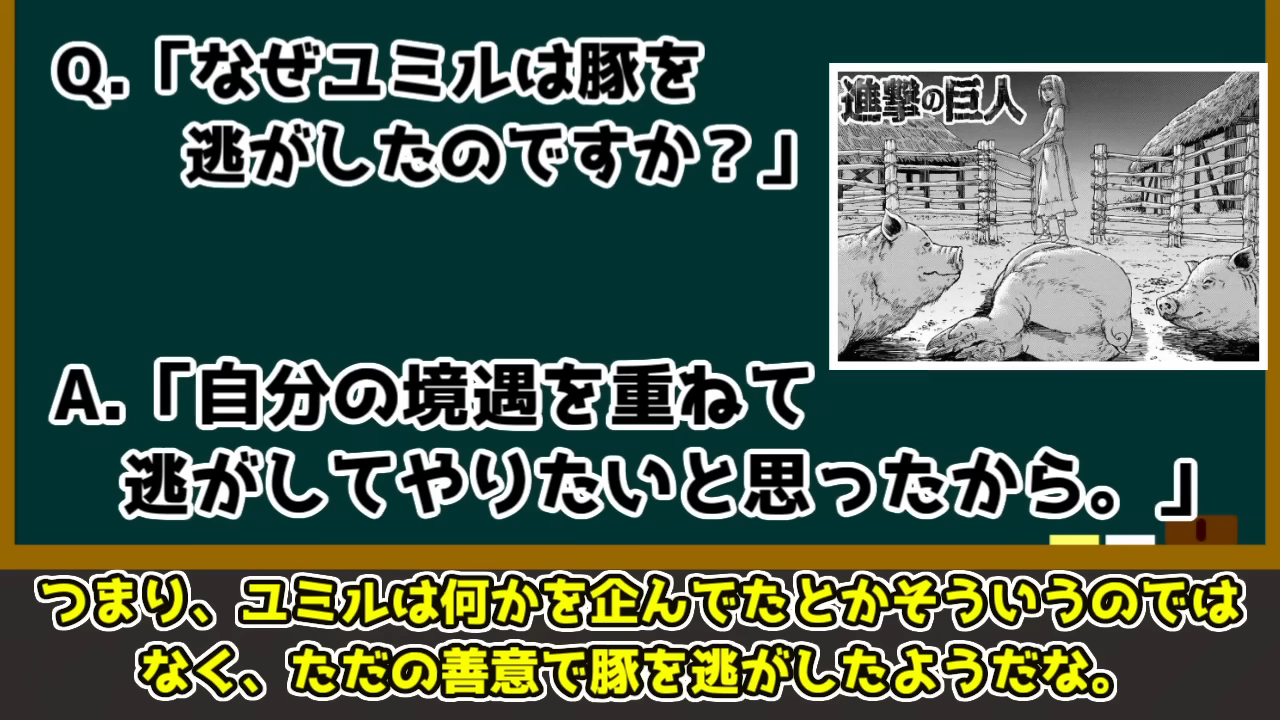 Q.「なぜユミルは豚を
逃がしたのですか？」
進撃の巨人
A.「自分の境遇を重ねて
逃がしてやりたいと思ったから。」
つまり、ユミルは何かを企んでたとかそういうのでは
なく、ただの善意で豚を逃がしたようだな。